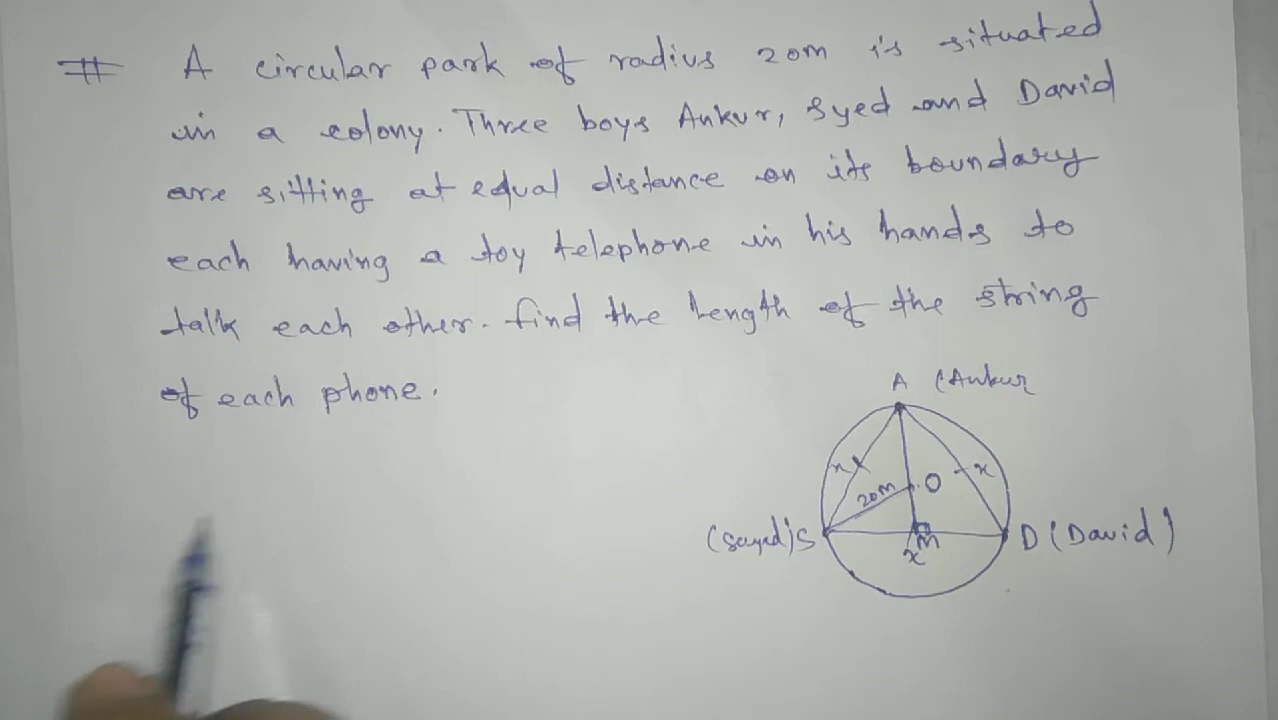 # A circular park of radius 20m is situated
in a colony. Three boys Ankur, Syed and David
are sitting at equal distance on its boundary
each having a toy telephone in his hands to
talk each other. find the length of the string
of each phone.
A (Ankur
x x
20m O
(Sayed) S M D (David)
x